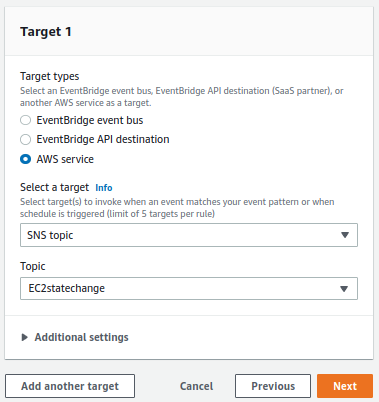 Target 1
Target types
Select an EventBridge event bus, EventBridge API destination (SaaS partner), or
another AWS service as a target.
EventBridge event bus
EventBridge API destination
AWS service
Select a target Info
Select target(s) to invoke when an event matches your event pattern or when
schedule is triggered (limit of 5 targets per rule)
SNS topic
Topic
EC2statechange
Additional settings
Add another target Cancel Previous Next